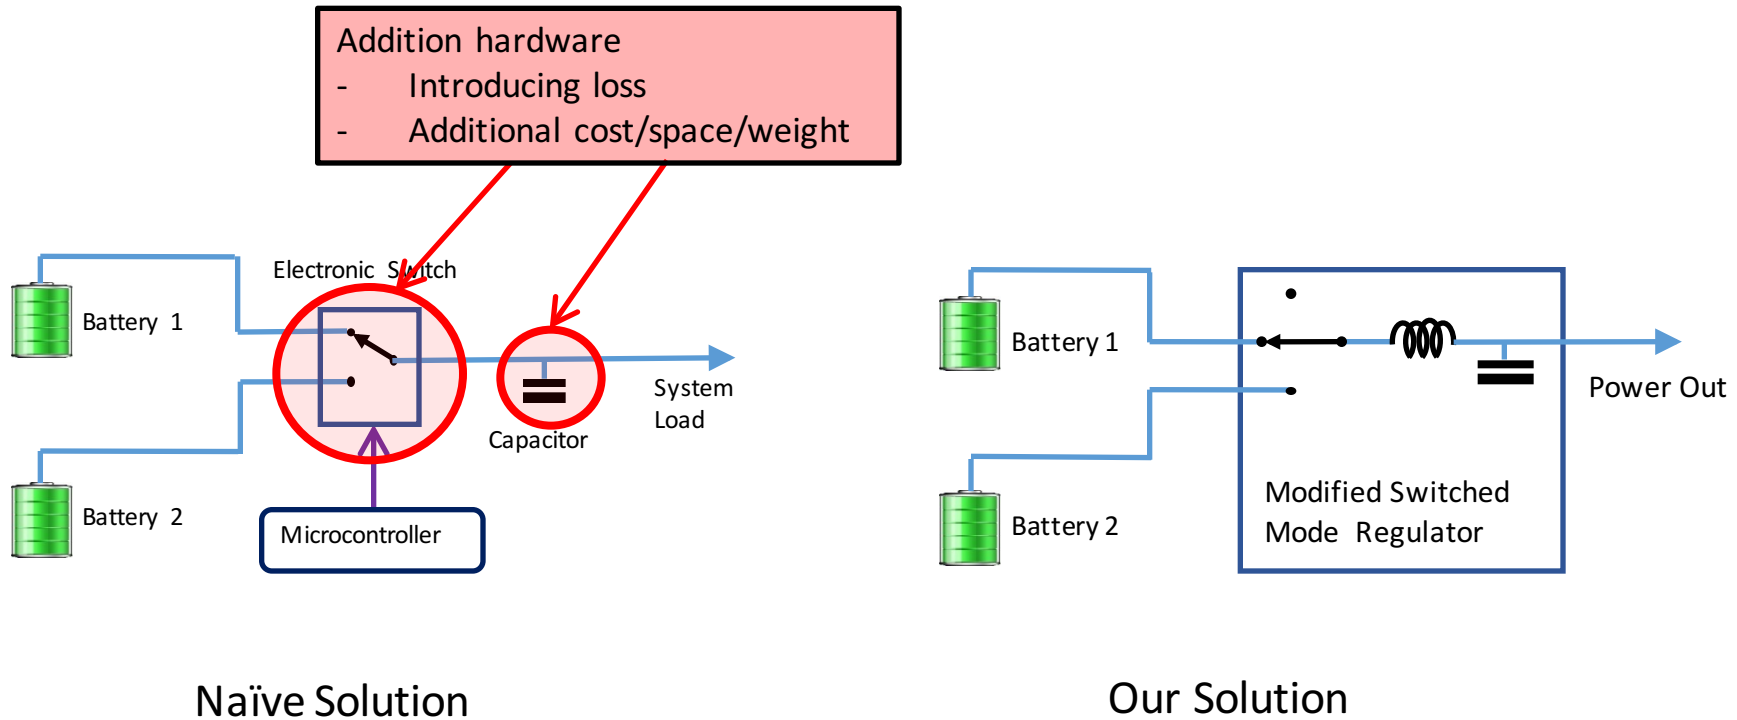 Addition hardware
- Introducing loss
- Additional cost/space/weight
Electronic Switch
Battery 1
System
Load
Capacitor
Battery 2
Microcontroller
Naïve Solution
Battery 1
Power Out
Modified Switched
Mode Regulator
Battery 2
Our Solution